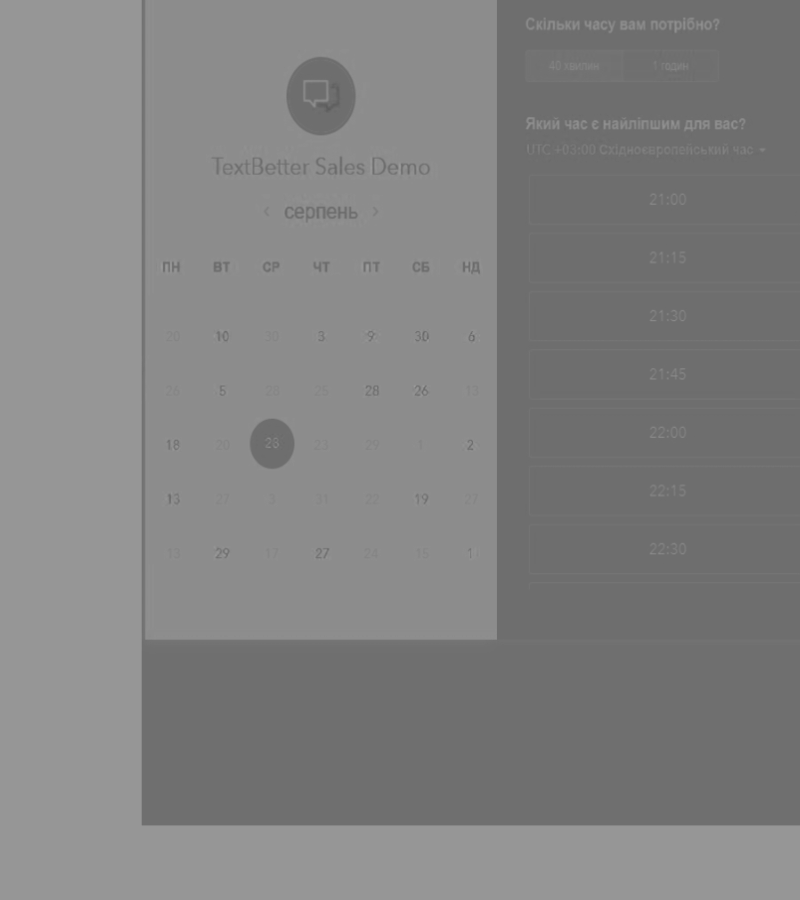 TextBetter Sales Demo
серпень
ПН ВТ СР ЧТ ПТ СБ НД
20 10 30 3 9 30 6
26 5 28 25 28 26 13
18 20 28 23 29 1 2
13 27 3 31 22 19 27
13 29 17 27 24 15 1
Скільки часу вам потрібно?
40 хвилин 1 годин
Який час є найліпшим для вас?
UTC +03:00 Східноєвропейський час
21:00
21:15
21:30
21:45
22:00
22:15
22:30